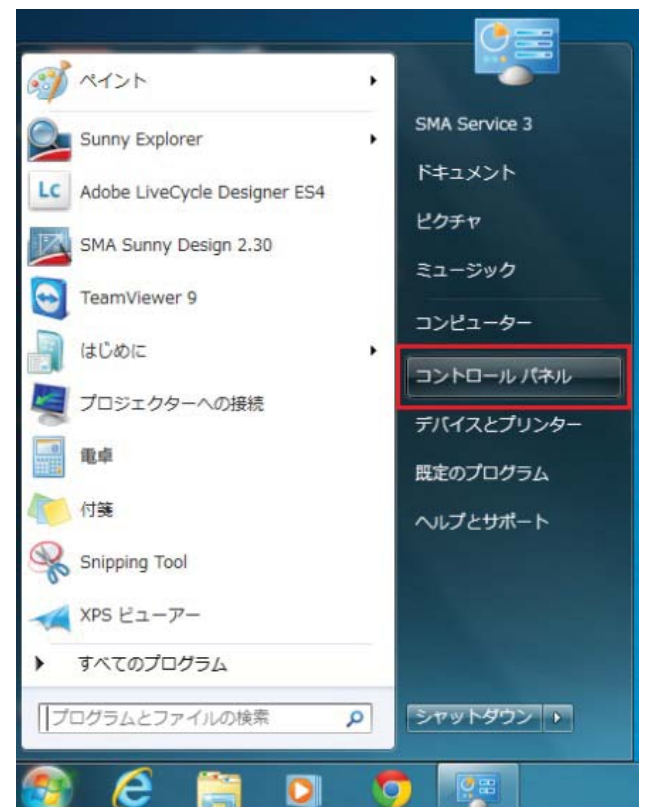 ペイント
Sunny Explorer
LC Adobe LiveCycle Designer ES4
SMA Sunny Design 2.30
TeamViewer 9
はじめに
プロジェクターへの接続
電卓
付箋
Snipping Tool
XPS ビューアー
すべてのプログラム
プログラムとファイルの検索
SMA Service 3
ドキュメント
ピクチャ
ミュージック
コンピューター
コントロール パネル
デバイスとプリンター
既定のプログラム
ヘルプとサポート
シャットダウン